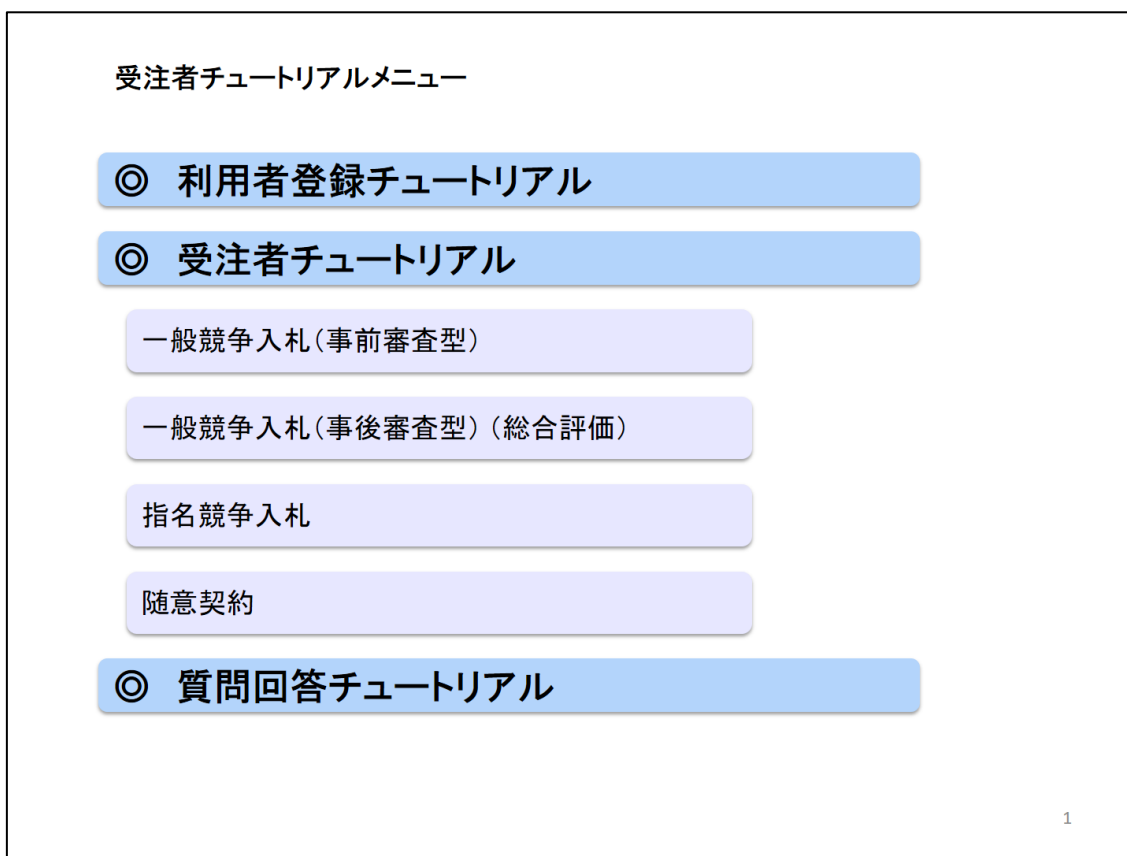 受注者チュートリアルメニュー
◎ 利用者登録チュートリアル
◎ 受注者チュートリアル
一般競争入札(事前審査型)
一般競争入札(事後審査型)(総合評価)
指名競争入札
随意契約
◎ 質問回答チュートリアル
1